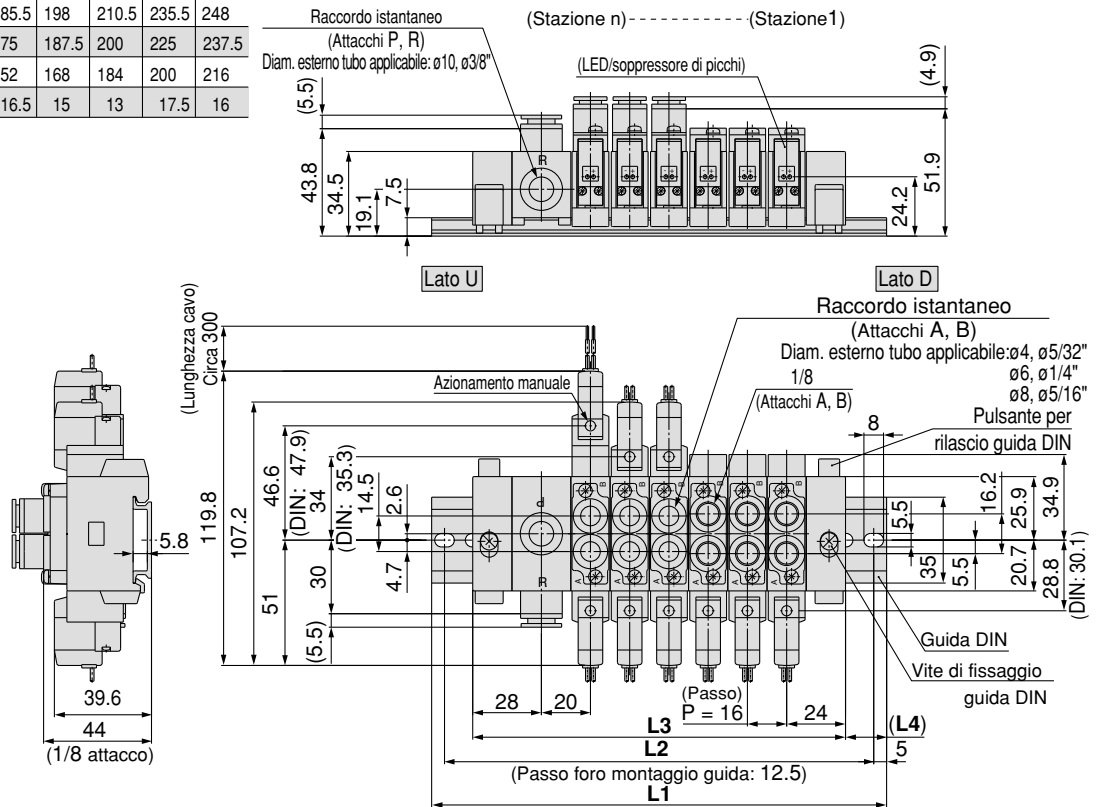 85.5 198 210.5 235.5 248
75 187.5 200 225 237.5
52 168 184 200 216
16.5 15 13 17.5 16
Raccordo istantaneo
(Attacchi P, R)
Diam. esterno tubo applicabile: ø10, ø3/8"
(Stazione n)
(Stazione1)
(LED/soppressore di picchi)
(4.9)
(5.5)
43.8
34.5
19.1
7.5
R
24.2
51.9
Lato U
Lato D
Raccordo istantaneo
(Attacchi A, B)
Diam. esterno tubo applicabile:ø4, ø5/32"
ø6, ø1/4"
ø8, ø5/16"
1/8
(Attacchi A, B)
Pulsante per
rilascio guida DIN
(Lunghezza cavo)
Circa 300
Azionamento manuale
8
119.8
107.2
46.6
(DIN: 47.9)
34
(DIN: 35.3)
14.5
2.6
4.7
30
51
(5.5)
P
R
B B B B B B
A A A A A A
5.5
16.2
25.9
34.9
35
5.5
20.7
28.8
(DIN: 30.1)
5.8
Guida DIN
Vite di fissaggio
guida DIN
39.6
44
(1/8 attacco)
28
20
(Passo)
P = 16
24
L3
(L4)
L2
5
(Passo foro montaggio guida: 12.5)
L1